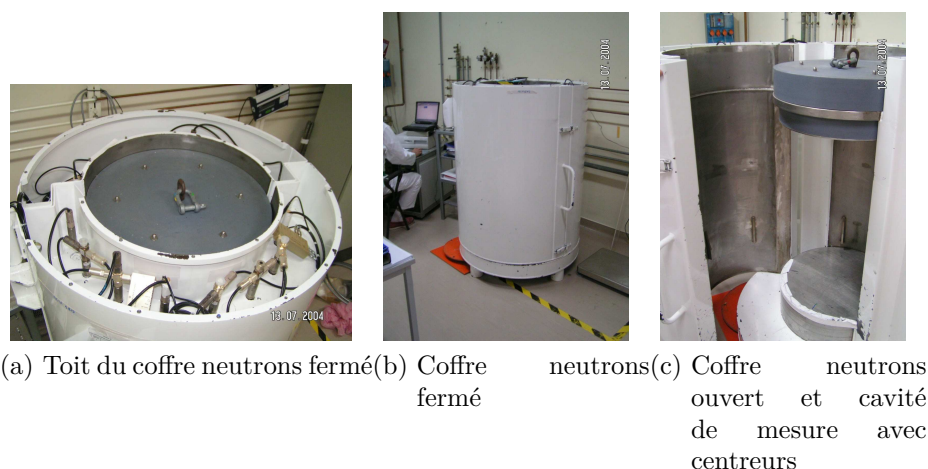 13 07 2004
13-07-2004
13-07-2004
(a) Toit du coffre neutrons fermé
(b) Coffre neutrons
fermé
(c) Coffre neutrons
ouvert et cavité
de mesure avec
centreurs